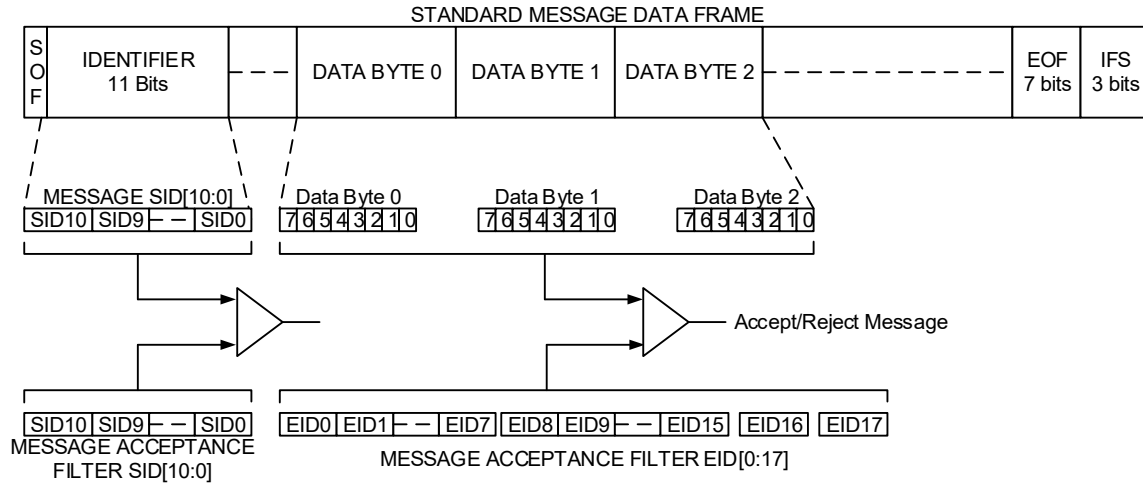 STANDARD MESSAGE DATA FRAME
SOF
IDENTIFIER
11 Bits
DATA BYTE 0
DATA BYTE 1
DATA BYTE 2
EOF
7 bits
IFS
3 bits
MESSAGE SID[10:0]
SID10 SID9 SID0
Data Byte 0
7 6 5 4 3 2 1 0
Data Byte 1
7 6 5 4 3 2 1 0
Data Byte 2
7 6 5 4 3 2 1 0
Accept/Reject Message
SID10 SID9 SID0
MESSAGE ACCEPTANCE
FILTER SID[10:0]
EID0 EID1 EID7 EID8 EID9 EID15 EID16 EID17
MESSAGE ACCEPTANCE FILTER EID[0:17]